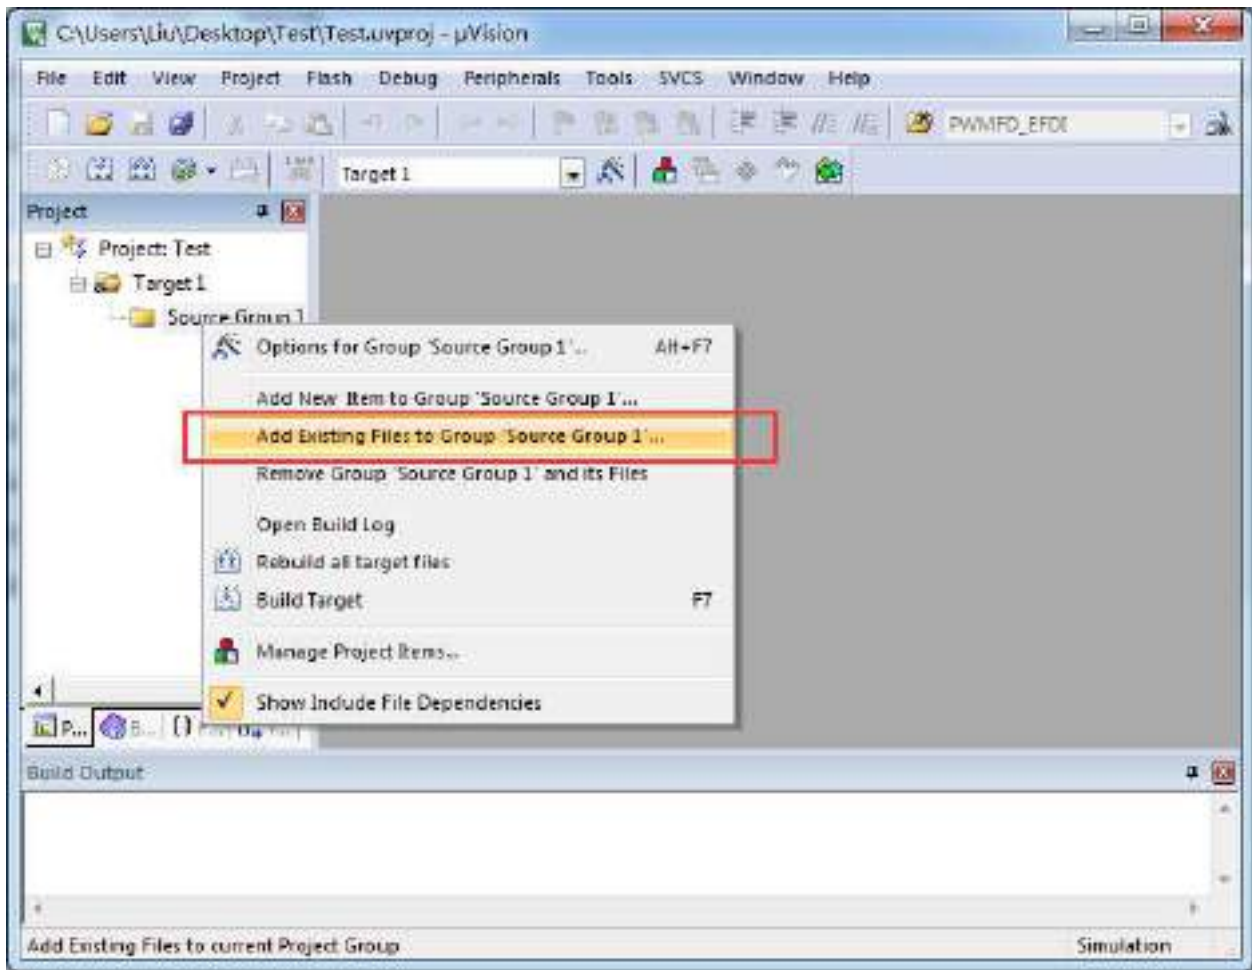 C:\Users\Liu\Desktop\Test\Test.uvproj - µVision
File Edit View Project Flash Debug Peripherals Tools SVCS Window Help
PWMFD_EFDI
Target 1
Project
Project: Test
Target 1
Source Group 1
Options for Group 'Source Group 1'... Alt+F7
Add New Item to Group 'Source Group 1'...
Add Existing Files to Group 'Source Group 1'...
Remove Group 'Source Group 1' and its Files
Open Build Log
Rebuild all target files
Build Target F7
Manage Project Items...
Show Include File Dependencies
P... B... {}
Build Output
Add Existing Files to current Project Group Simulation